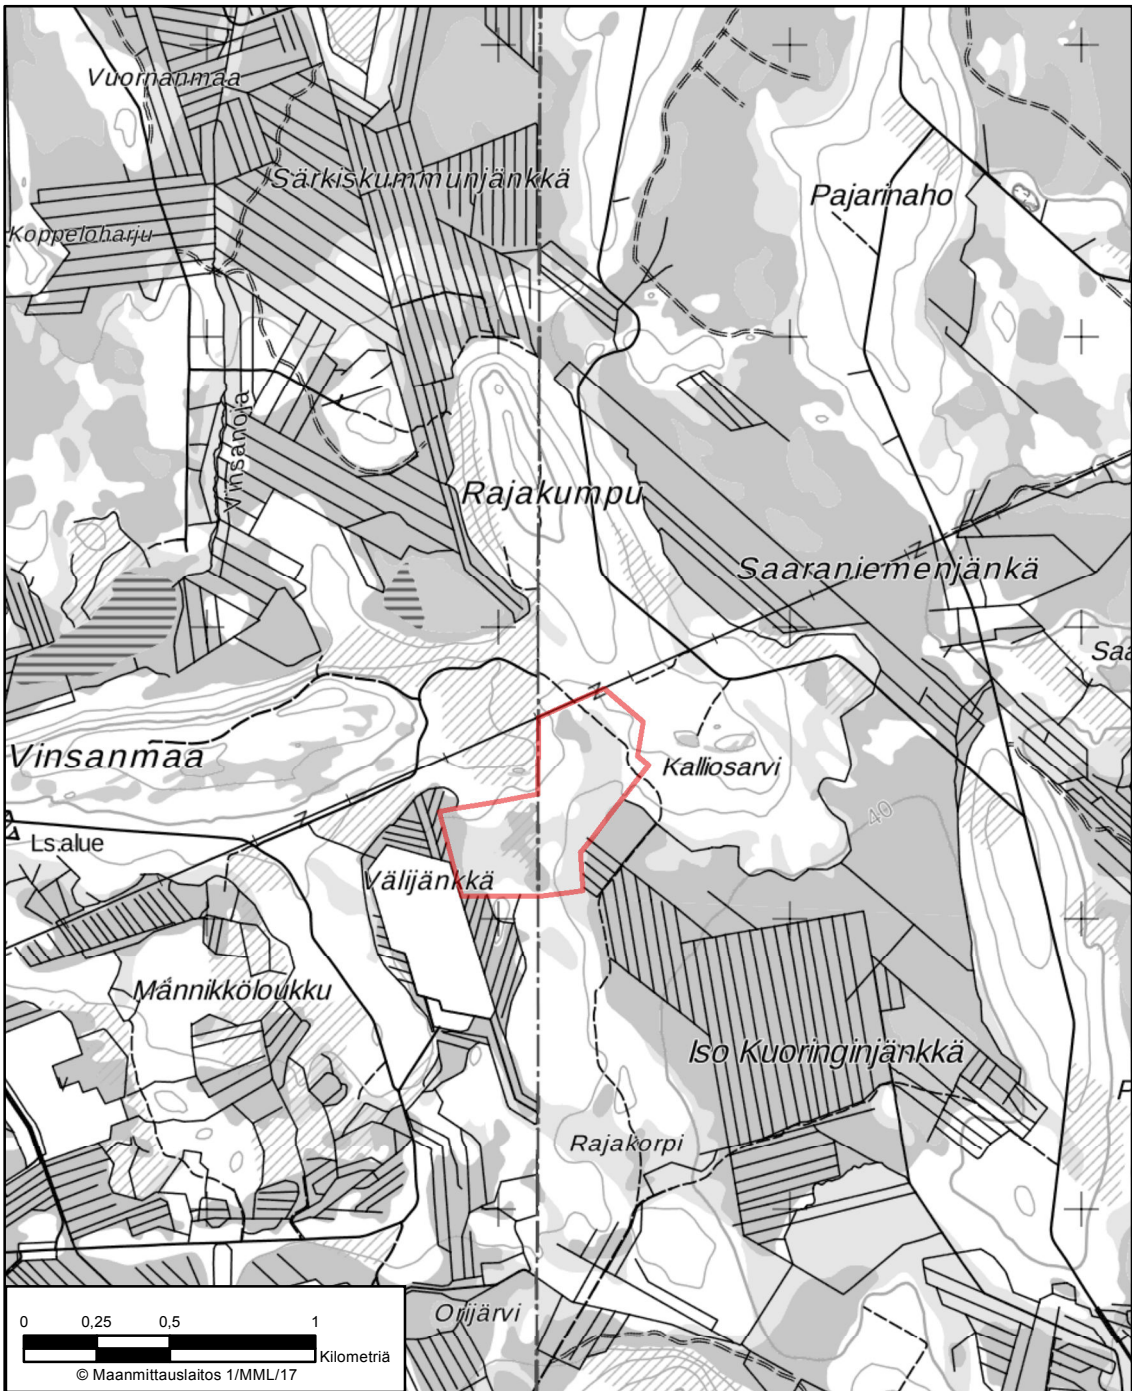 Vuornanmaa
Särkiskummunjänkkä
Pajarinaho
Koppeloharju
Vinsanoja
Rajakumpu
Saaraniemenjänkä
Saa
Vinsanmaa
Kalliosarvi
40
Ls.alue
Välijänkkä
Männikköloukku
Iso Kuoringinjänkkä
P
Rajakorpi
Orijärvi
0 0,25 0,5 1
Kilometriä
© Maanmittauslaitos 1/MML/17